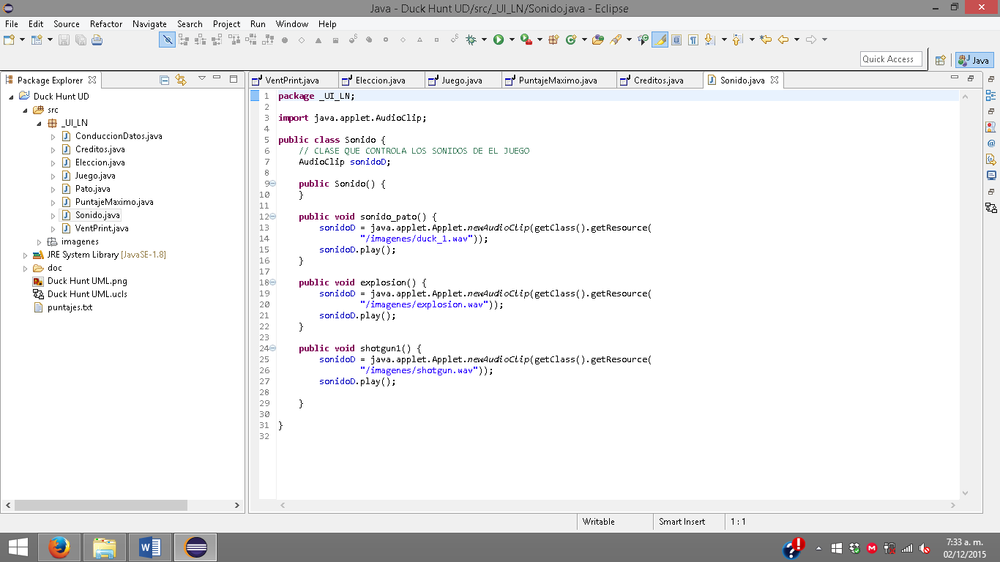 Java - Duck Hunt UD/src/_UI_LN/Sonido.java - Eclipse
File Edit Source Refactor Navigate Search Project Run Window Help
Quick Access
Java
Package Explorer
VentPrint.java
Eleccion.java
Juego.java
PuntajeMaximo.java
Creditos.java
Sonido.java
Duck Hunt UD
src
_UI_LN
ConduccionDatos.java
Creditos.java
Eleccion.java
Juego.java
Pato.java
PuntajeMaximo.java
Sonido.java
VentPrint.java
imagenes
JRE System Library [JavaSE-1.8]
doc
Duck Hunt UML.png
Duck Hunt UML.ucls
puntajes.txt
1 package _UI_LN;
2
3 import java.applet.AudioClip;
4
5 public class Sonido {
6 // CLASE QUE CONTROLA LOS SONIDOS DE EL JUEGO
7 AudioClip sonidoD;
8
9 public Sonido() {
10 }
11
12 public void sonido_pato() {
13 sonidoD = java.applet.Applet.newAudioClip(getClass().getResource(
14 "/imagenes/duck_1.wav"));
15 sonidoD.play();
16 }
17
18 public void explosion() {
19 sonidoD = java.applet.Applet.newAudioClip(getClass().getResource(
20 "/imagenes/explosion.wav"));
21 sonidoD.play();
22 }
23
24 public void shotgun1() {
25 sonidoD = java.applet.Applet.newAudioClip(getClass().getResource(
26 "/imagenes/shotgun.wav"));
27 sonidoD.play();
28
29 }
30
31 }
32
Writable
Smart Insert
1 : 1
7:33 a. m.
02/12/2015